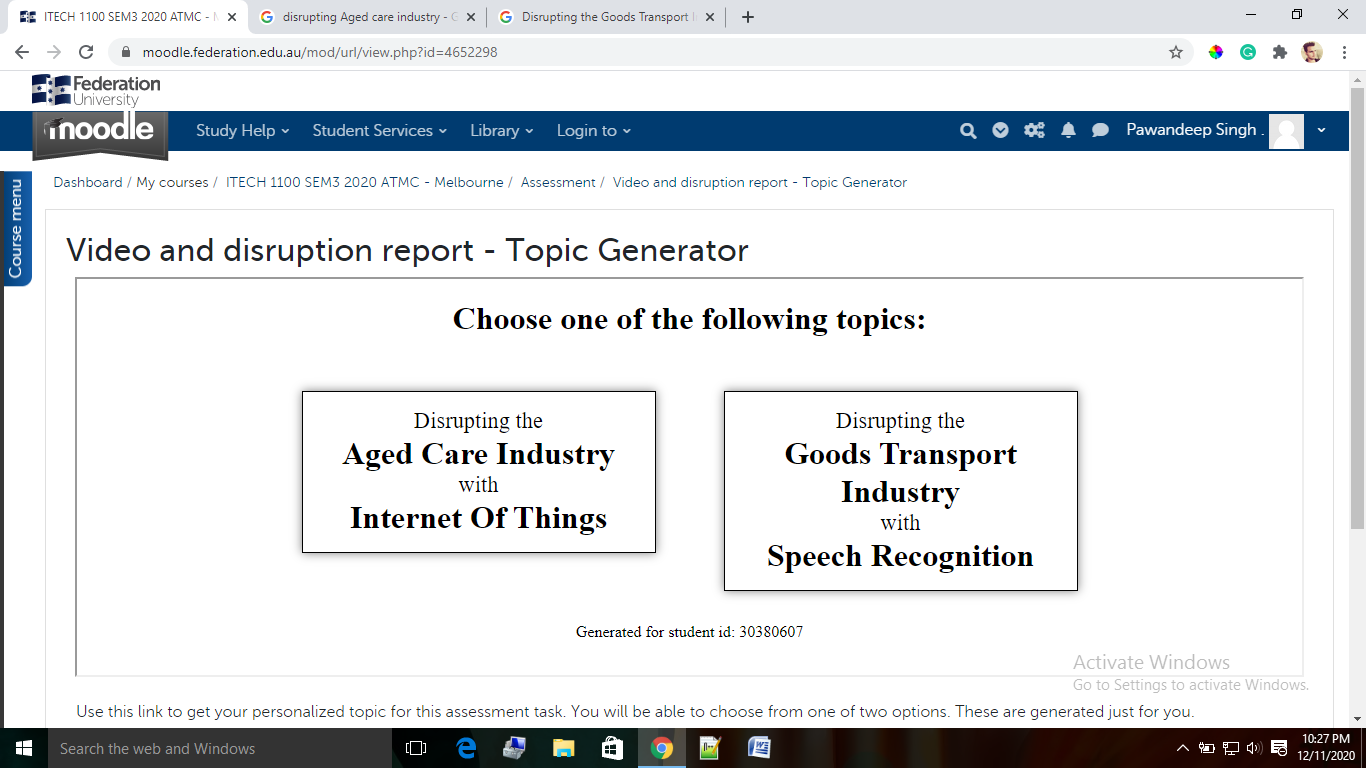 ITECH 1100 SEM3 2020 ATMC - M
disrupting Aged care industry - G
Disrupting the Goods Transport I
moodle.federation.edu.au/mod/url/view.php?id=4652298
Federation
University
moodle
Study Help
Student Services
Library
Login to
Pawandeep Singh .
Course menu
Dashboard / My courses / ITECH 1100 SEM3 2020 ATMC - Melbourne / Assessment / Video and disruption report - Topic Generator
Video and disruption report - Topic Generator
Choose one of the following topics:
Disrupting the
Aged Care Industry
with
Internet Of Things
Disrupting the
Goods Transport
Industry
with
Speech Recognition
Generated for student id: 30380607
Activate Windows
Go to Settings to activate Windows.
Use this link to get your personalized topic for this assessment task. You will be able to choose from one of two options. These are generated just for you.
Search the web and Windows
10:27 PM
12/11/2020